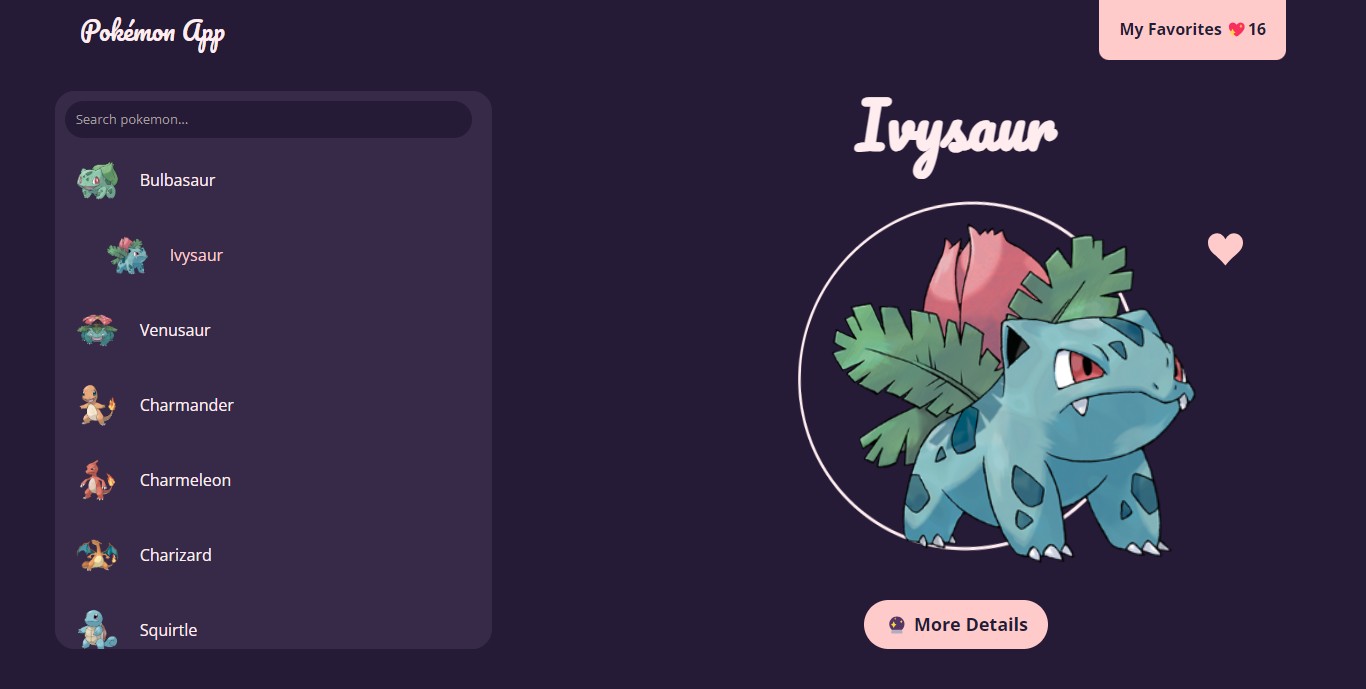 Pokémon App
My Favorites 💖16
Search pokemon...
Bulbasaur
Ivysaur
Venusaur
Charmander
Charmeleon
Charizard
Squirtle
Ivysaur
🔮 More Details